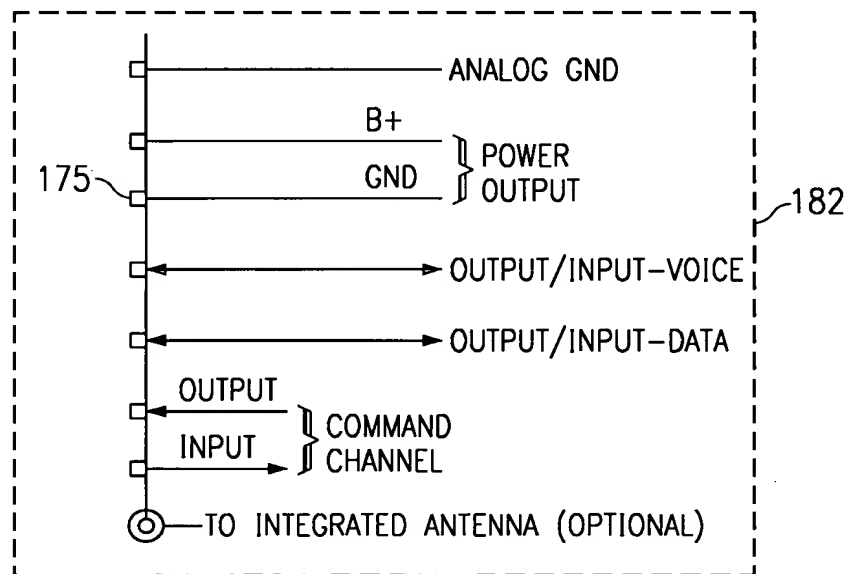 ANALOG GND
B+
POWER
175
GND
OUTPUT
182
OUTPUT/INPUT-VOICE
OUTPUT/INPUT-DATA
OUTPUT
COMMAND
INPUT
CHANNEL
TO INTEGRATED ANTENNA (OPTIONAL)